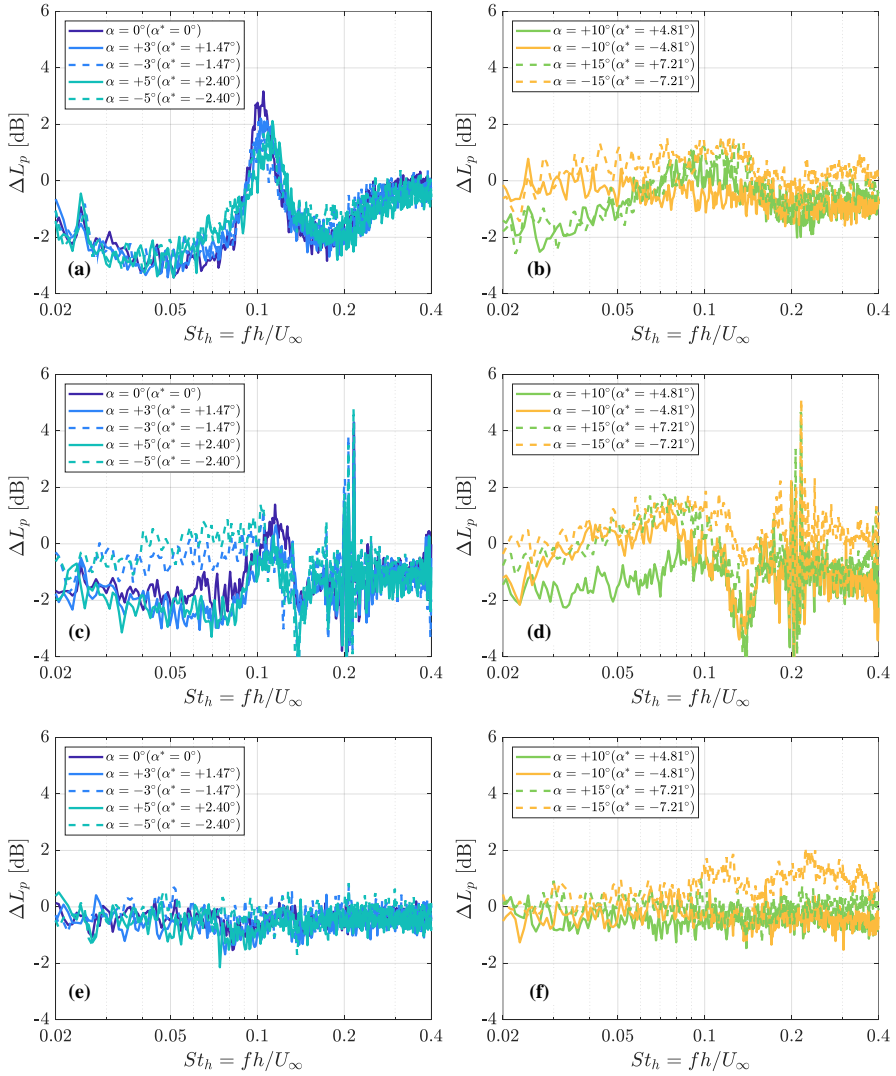 α = 0°(α* = 0°)
α = +3°(α* = +1.47°)
α = −3°(α* = −1.47°)
α = +5°(α* = +2.40°)
α = −5°(α* = −2.40°)
6
4
2
0
-2
-4
ΔL_p [dB]
(a)
0.02 0.05 0.1 0.2 0.4
St_h = fh/U_∞
α = +10°(α* = +4.81°)
α = −10°(α* = −4.81°)
α = +15°(α* = +7.21°)
α = −15°(α* = −7.21°)
6
4
2
0
-2
-4
ΔL_p [dB]
(b)
0.02 0.05 0.1 0.2 0.4
St_h = fh/U_∞
α = 0°(α* = 0°)
α = +3°(α* = +1.47°)
α = −3°(α* = −1.47°)
α = +5°(α* = +2.40°)
α = −5°(α* = −2.40°)
6
4
2
0
-2
-4
ΔL_p [dB]
(c)
0.02 0.05 0.1 0.2 0.4
St_h = fh/U_∞
α = +10°(α* = +4.81°)
α = −10°(α* = −4.81°)
α = +15°(α* = +7.21°)
α = −15°(α* = −7.21°)
6
4
2
0
-2
-4
ΔL_p [dB]
(d)
0.02 0.05 0.1 0.2 0.4
St_h = fh/U_∞
α = 0°(α* = 0°)
α = +3°(α* = +1.47°)
α = −3°(α* = −1.47°)
α = +5°(α* = +2.40°)
α = −5°(α* = −2.40°)
6
4
2
0
-2
-4
ΔL_p [dB]
(e)
0.02 0.05 0.1 0.2 0.4
St_h = fh/U_∞
α = +10°(α* = +4.81°)
α = −10°(α* = −4.81°)
α = +15°(α* = +7.21°)
α = −15°(α* = −7.21°)
6
4
2
0
-2
-4
ΔL_p [dB]
(f)
0.02 0.05 0.1 0.2 0.4
St_h = fh/U_∞